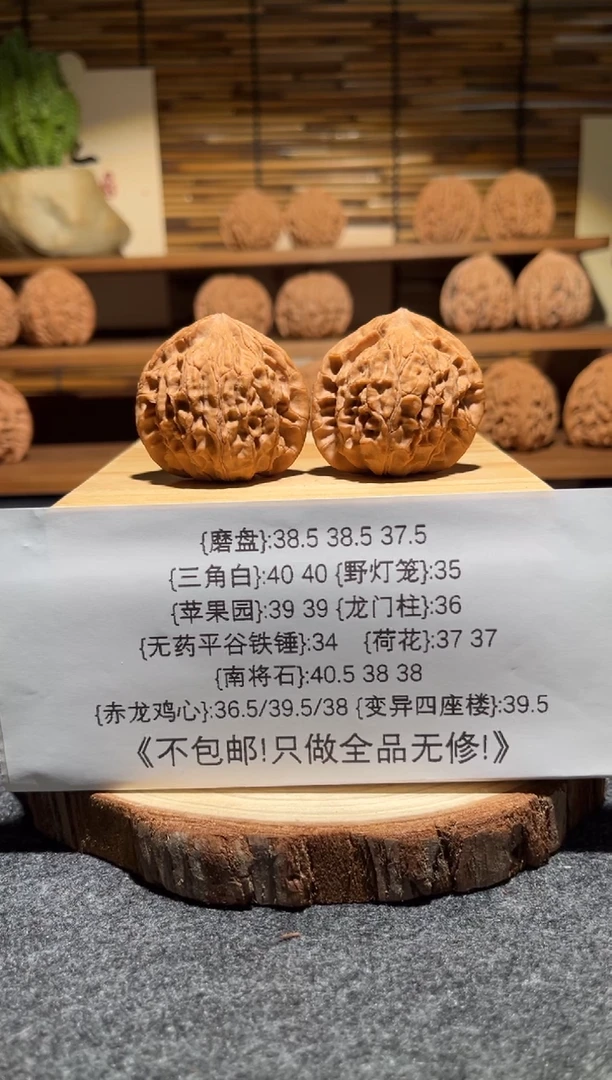 {磨盘}:38.5 38.5 37.5
{三角白}:40 40 {野灯笼}:35
{苹果园}:39 39 {龙门柱}:36
{无药平谷铁锤}:34 {荷花}:37 37
{南将石}:40.5 38 38
{赤龙鸡心}:36.5/39.5/38 {变异四座楼}:39.5
《不包邮!只做全品无修!》